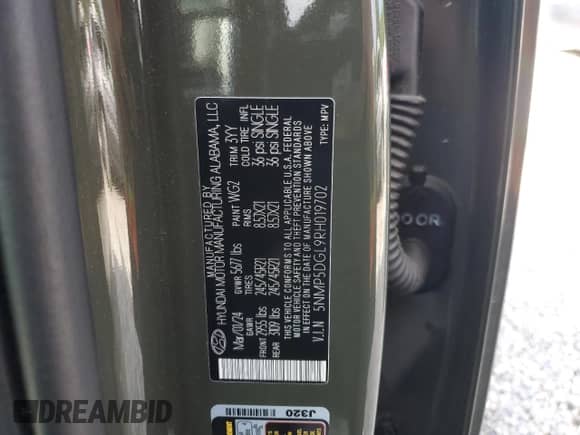 MANUFACTURED BY
HYUNDAI MOTOR MANUFACTURING ALABAMA, LLC
Mar/01/24 GVWR 5677 lbs PAINT WG2 TRIM 3YY
GAWR TIRES COLD TIRE INFL
FRONT 2955 lbs 245/45R21 8.5JX21 36 psi SINGLE
REAR 3109 lbs 245/45R21 8.5JX21 36 psi SINGLE
THIS VEHICLE CONFORMS TO ALL APPLICABLE U.S.A. FEDERAL
MOTOR VEHICLE SAFETY AND THEFT PREVENTION STANDARDS
IN EFFECT ON THE DATE OF MANUFACTURE SHOWN ABOVE.
V.I.N 5NMP5DGL9RH019702 TYPE: MPV
J320
DOOR
DREAMBID